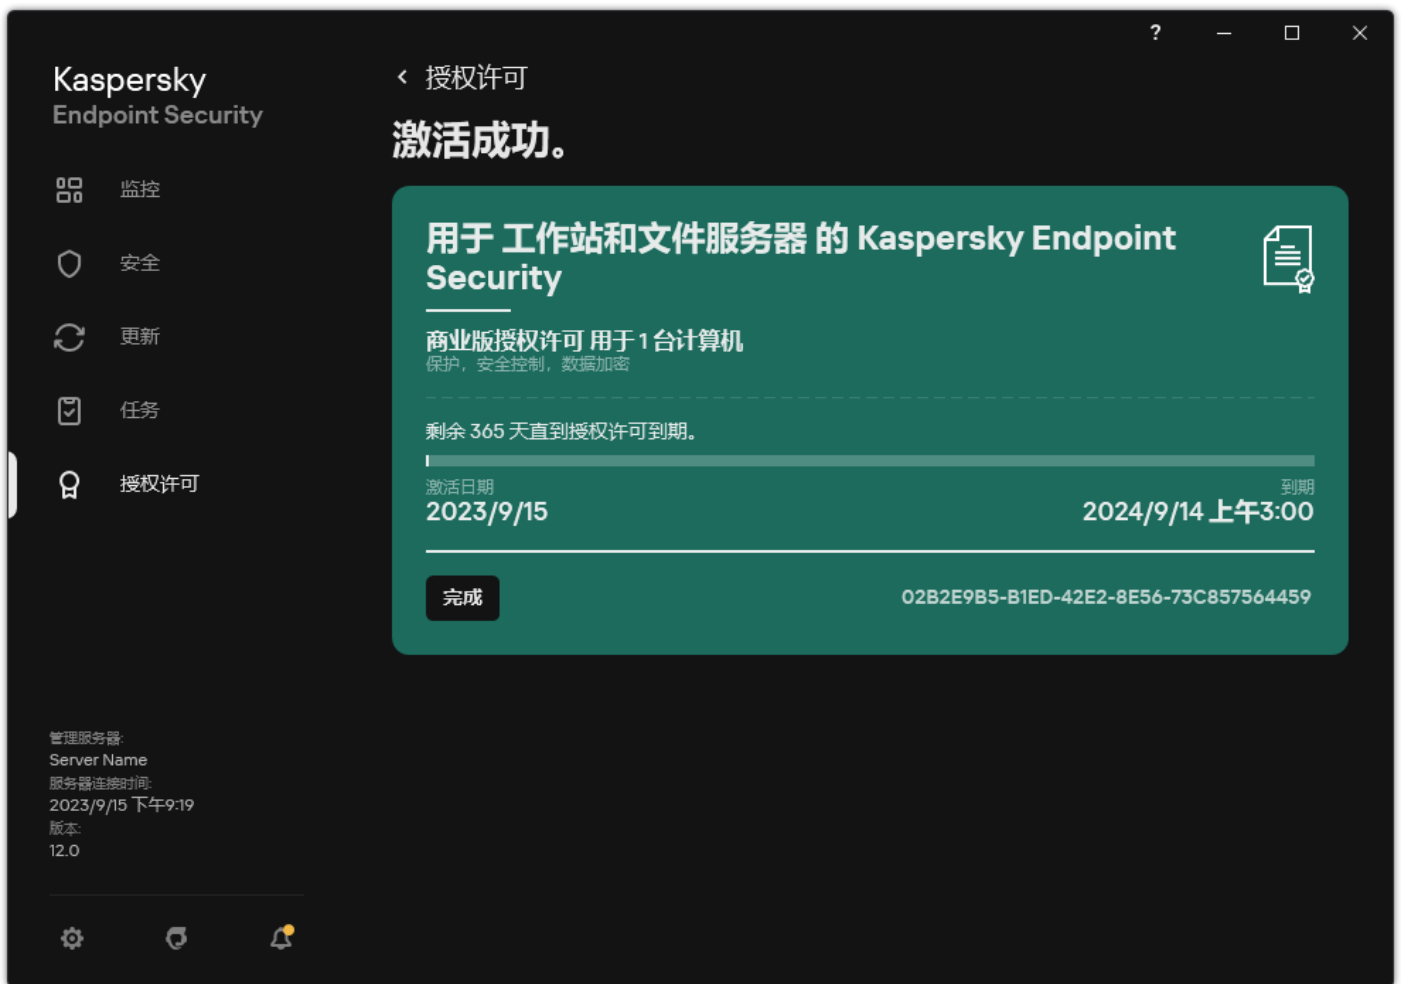 ?
Kaspersky
Endpoint Security
监控
安全
更新
任务
授权许可
管理服务器:
Server Name
服务器连接时间:
2023/9/15 下午9:19
版本:
12.0
授权许可
激活成功。
用于 工作站和文件服务器 的 Kaspersky Endpoint
Security
商业版授权许可 用于 1 台计算机
保护，安全控制，数据加密
剩余 365 天直到授权许可到期。
激活日期
到期
2023/9/15
2024/9/14 上午3:00
完成
02B2E9B5-B1ED-42E2-8E56-73C857564459